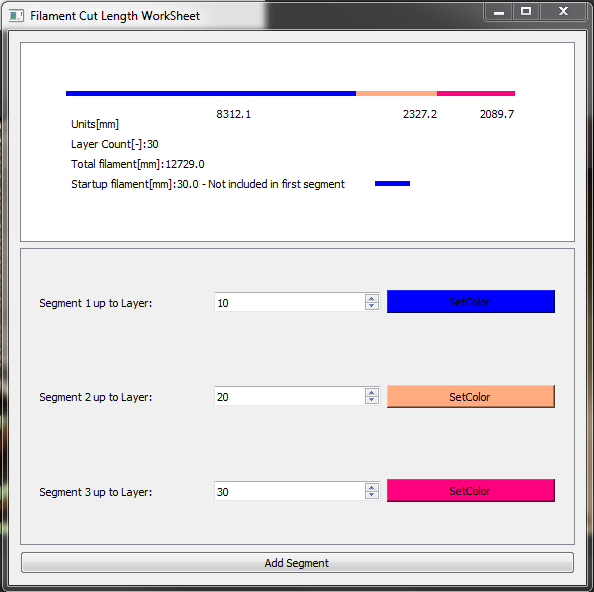 Filament Cut Length WorkSheet
8312.1 2327.2 2089.7
Units[mm]
Layer Count[-]:30
Total filament[mm]:12729.0
Startup filament[mm]:30.0 - Not included in first segment
Segment 1 up to Layer: 10 SetColor
Segment 2 up to Layer: 20 SetColor
Segment 3 up to Layer: 30 SetColor
Add Segment